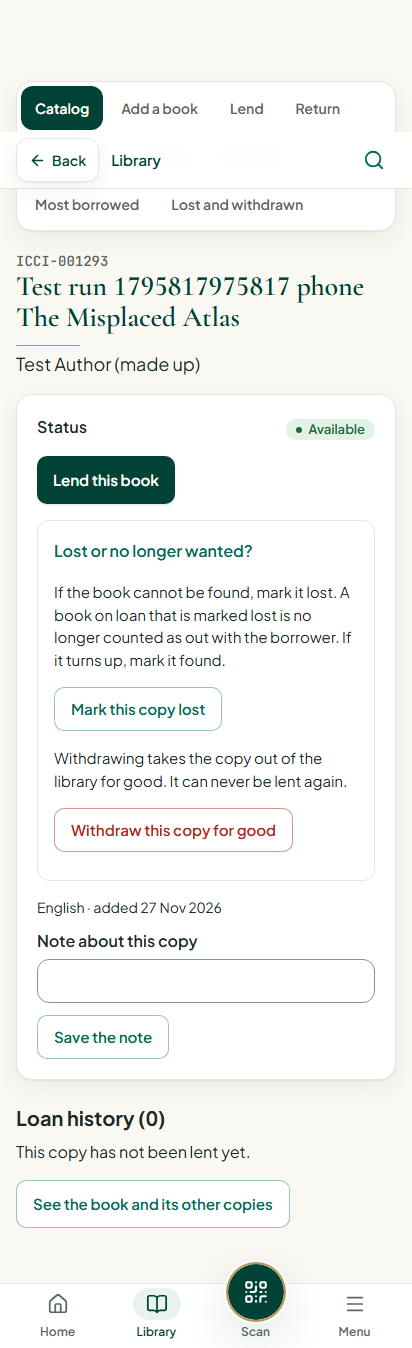 Catalog
Add a book
Lend
Return
Back
Library
Most borrowed
Lost and withdrawn
ICCI-001293
Test run 1795817975817 phone
The Misplaced Atlas
Test Author (made up)
Status
Available
Lend this book
Lost or no longer wanted?
If the book cannot be found, mark it lost. A
book on loan that is marked lost is no
longer counted as out with the borrower. If
it turns up, mark it found.
Mark this copy lost
Withdrawing takes the copy out of the
library for good. It can never be lent again.
Withdraw this copy for good
English · added 27 Nov 2026
Note about this copy
Save the note
Loan history (0)
This copy has not been lent yet.
See the book and its other copies
Home
Library
Scan
Menu